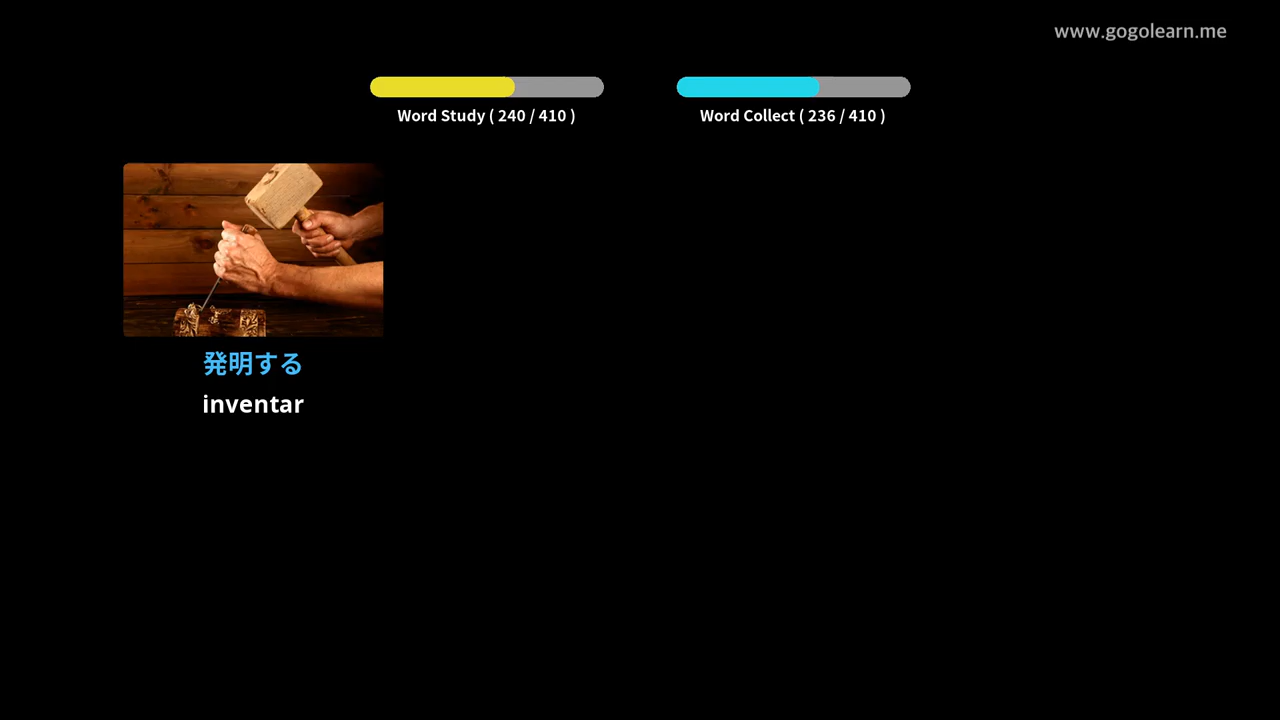 www.gogolearn.me
Word Study ( 240 / 410 )
Word Collect ( 236 / 410 )
発明する
inventar